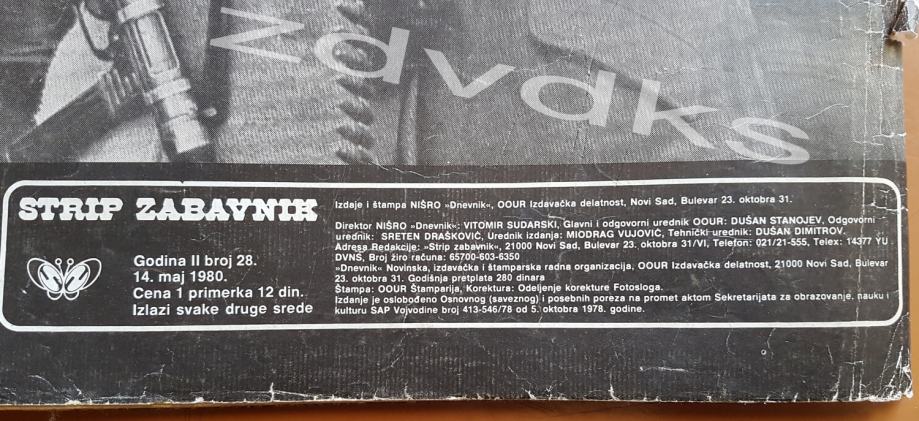 zdvdks
STRIP ZABAVNIK
Godina II broj 28.
14. maj 1980.
Cena 1 primerka 12 din.
Izlazi svake druge srede
Izdaje i štampa NIŠRO »Dnevnik«, OOUR Izdavačka delatnost, Novi Sad, Bulevar 23. oktobra 31.
Direktor NIŠRO »Dnevnik«: VITOMIR SUDARSKI, Glavni i odgovorni urednik OOUR: DUŠAN STANOJEV, Odgovorni
urednik: SRETEN DRAŠKOVIĆ, Urednik izdanja: MIODRAG VUJOVIĆ, Tehnički urednik: DUŠAN DIMITROV.
Adresa Redakcije: »Strip zabavnik«, 21000 Novi Sad, Bulevar 23. oktobra 31/VI, Telefon: 021/21-555, Telex: 14377 YU
DVNŠ, Broj žiro računa: 65700-603-6350
»Dnevnik« Novinska, izdavačka i štamparska radna organizacija, OOUR Izdavačka delatnost, 21000 Novi Sad, Bulevar
23. oktobra 31. Godišnja pretplata 280 dinara
Štampa: OOUR Štamparija, Korektura: Odeljenje korekture Fotosloga.
Izdanje je oslobođeno Osnovnog (saveznog) i posebnih poreza na promet aktom Sekretarijata za obrazovanje, nauku i
kulturu SAP Vojvodine broj 413-546/78 od 5. oktobra 1978. godine.